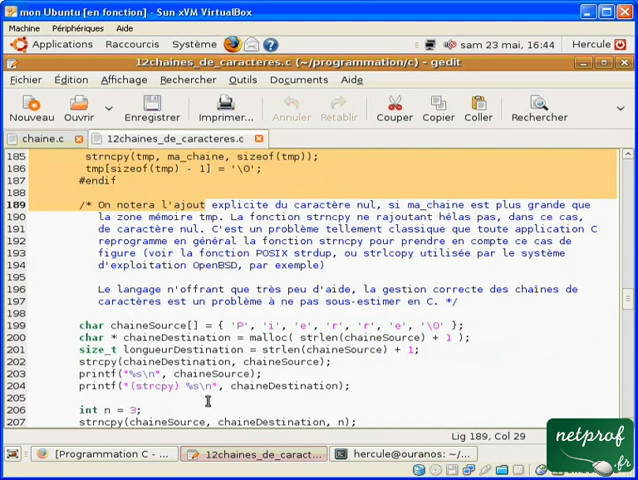 mon Ubuntu [en fonction] - Sun xVM VirtualBox
Machine Périphériques Aide
Applications Raccourcis Système sam 23 mai, 16:44 Hercule
12chaines_de_caracteres.c (~/programmation/c) - gedit
Fichier Édition Affichage Rechercher Outils Documents Aide
Nouveau Ouvrir Enregistrer Imprimer... Annuler Rétablir Couper Copier Coller Rechercher
chaine.c 12chaines_de_caracteres.c
185 strncpy(tmp, ma_chaine, sizeof(tmp));
186 tmp[sizeof(tmp) - 1] = '\0';
187 #endif
188
189 /* On notera l'ajout explicite du caractère nul, si ma_chaine est plus grande que
190 la zone mémoire tmp. La fonction strncpy ne rajoutant hélas pas, dans ce cas,
191 de caractère nul. C'est un problème tellement classique que toute application C
192 reprogramme en général la fonction strncpy pour prendre en compte ce cas de
193 figure (voir la fonction POSIX strdup, ou strlcopy utilisée par le système
194 d'exploitation OpenBSD, par exemple)
195
196 Le langage n'offrant que très peu d'aide, la gestion correcte des chaînes de
197 caractères est un problème à ne pas sous-estimer en C. */
198
199 char chaineSource[] = { 'P', 'i', 'e', 'r', 'r', 'e', '\0' };
200 char * chaineDestination = malloc( strlen(chaineSource) + 1 );
201 size_t longueurDestination = strlen(chaineSource) + 1;
202 strcpy(chaineDestination, chaineSource);
203 printf("%s\n", chaineSource);
204 printf("(strcpy) %s\n", chaineDestination);
205
206 int n = 3;
207 strncpy(chaineSource, chaineDestination, n);
Lig 189, Col 29
[Programmation C - ... 12chaines_de_caract... hercule@ouranos: ...
netprof
.fr